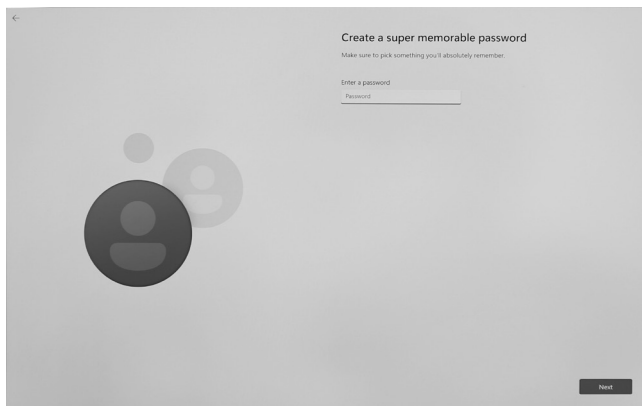 Create a super memorable password
Make sure to pick something you'll absolutely remember.
Enter a password
Password
Next